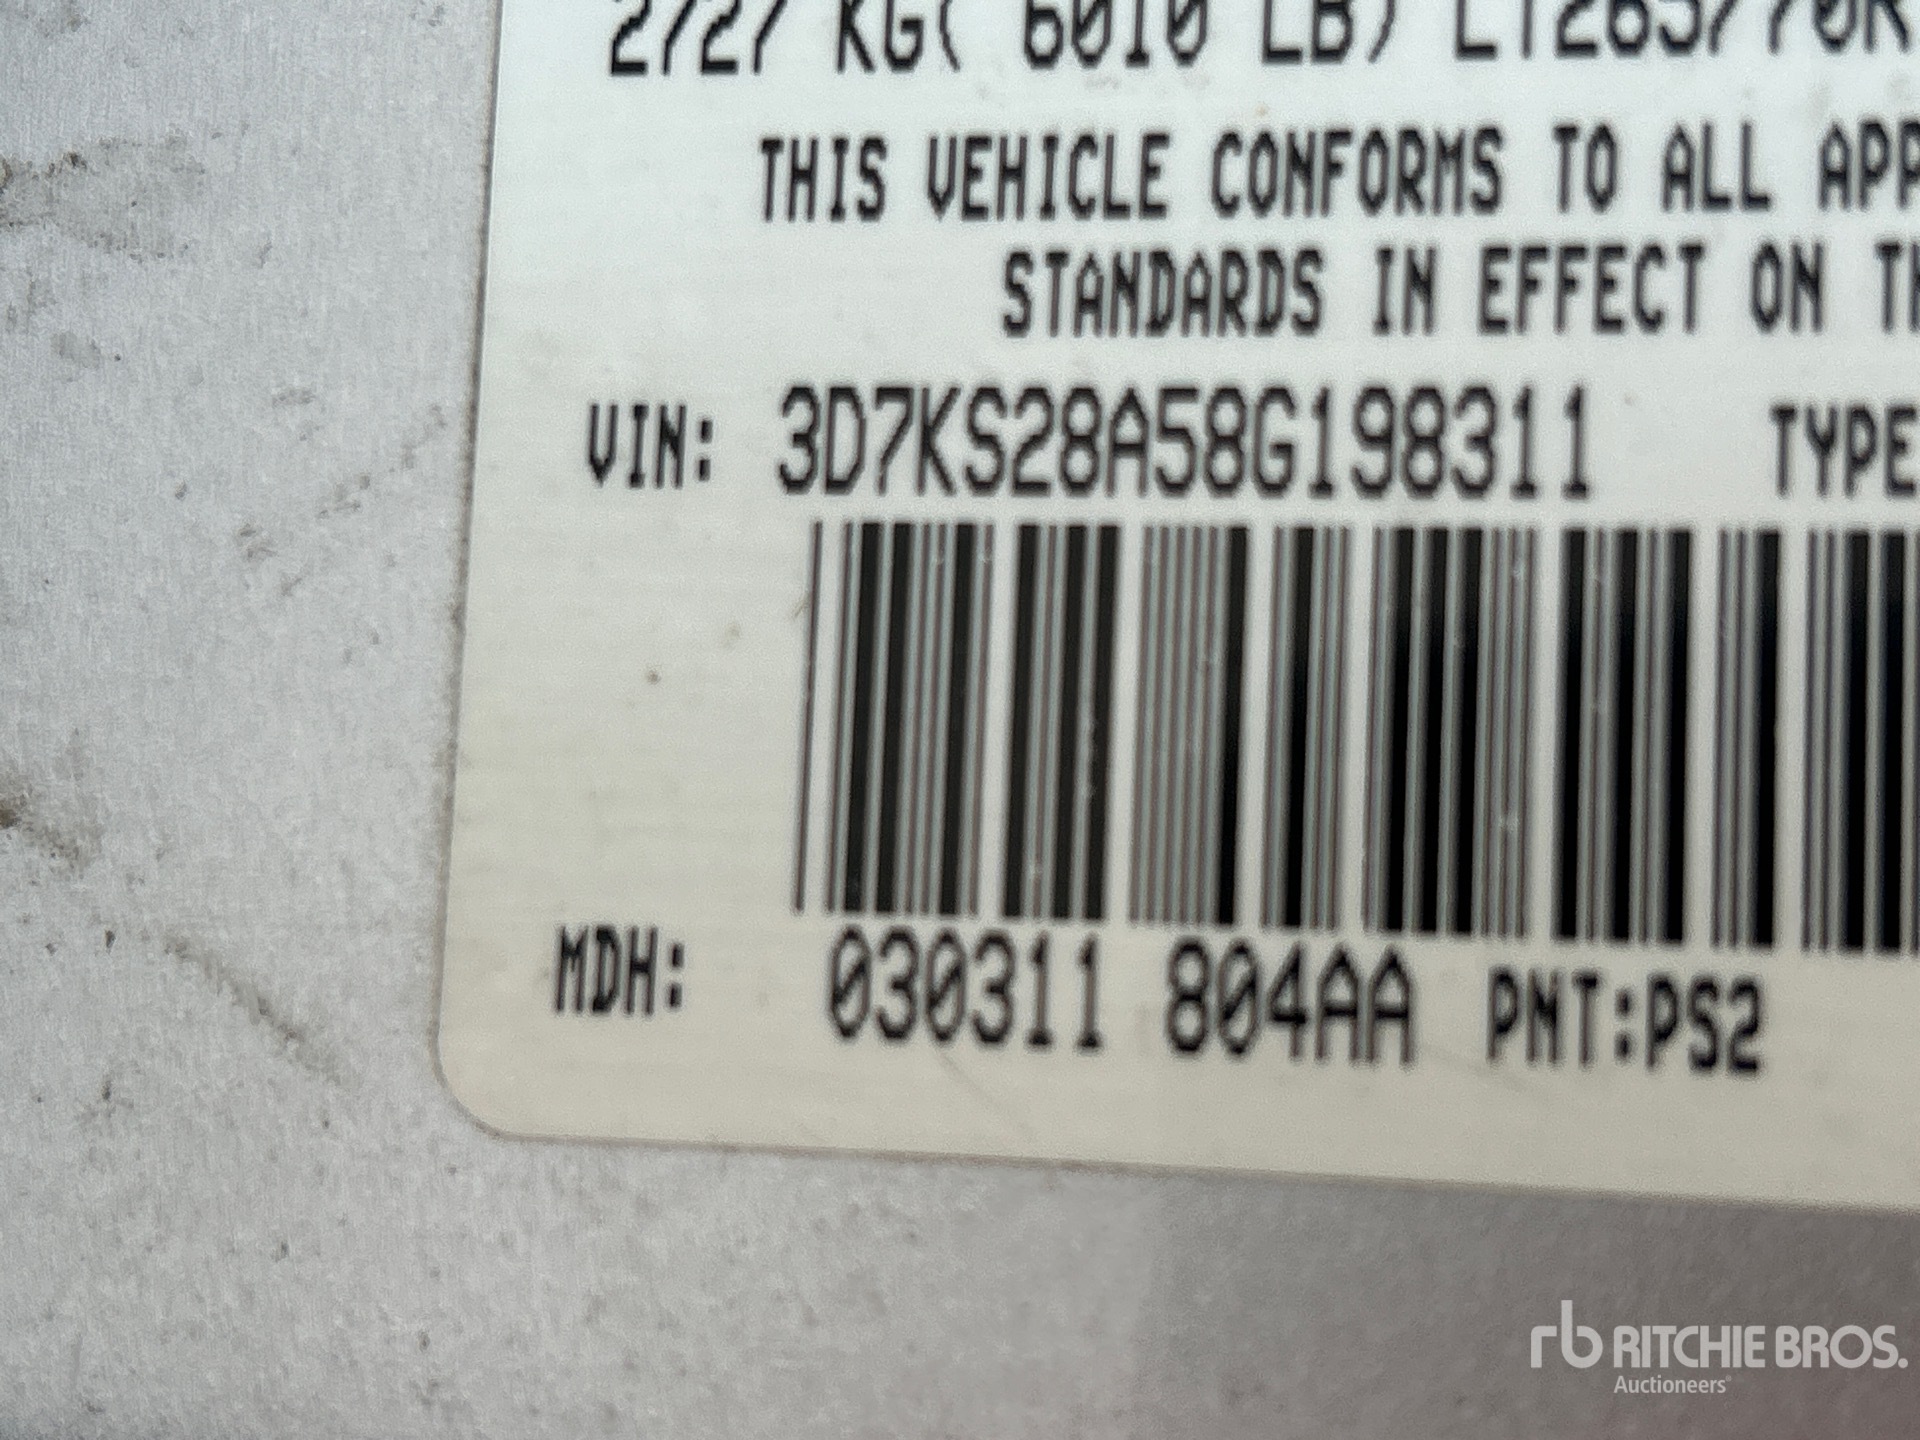 2727 KG( 6010 LB) LT265/70R
THIS VEHICLE CONFORMS TO ALL APP
STANDARDS IN EFFECT ON TH
VIN: 3D7KS28A58G198311 TYPE
MDH: 030311 804AA PNT:PS2
rb RITCHIE BROS.
Auctioneers